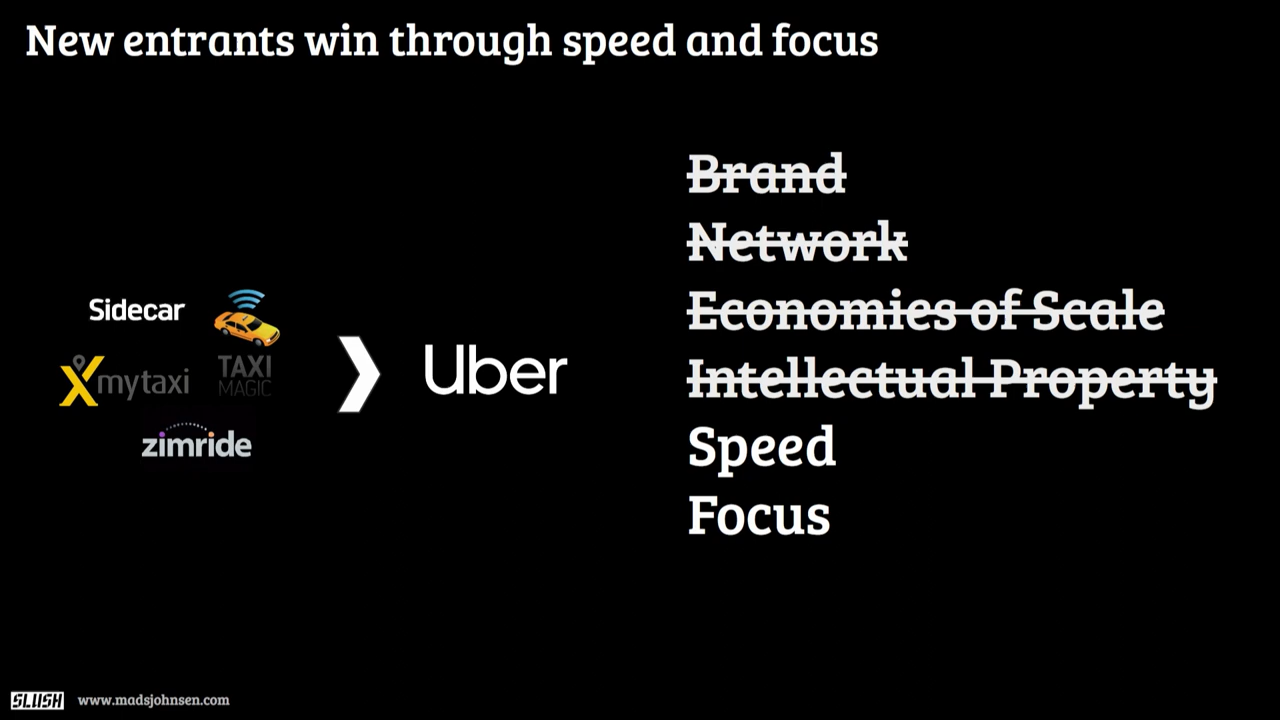 New entrants win through speed and focus
Brand
Network
Economies of Scale
Intellectual Property
Speed
Focus
Sidecar
mytaxi
TAXI
MAGIC
zimride
Uber
SLUSH
www.madsjohnsen.com